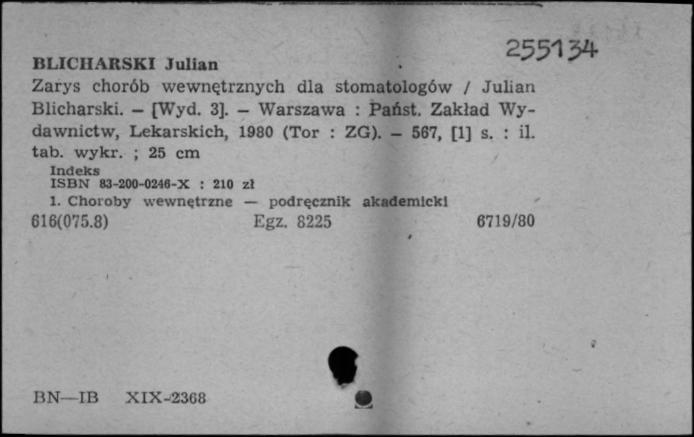 255134
BLICHARSKI Julian
Zarys chorób wewnętrznych dla stomatologów / Julian
Blicharski. — [Wyd. 3]. — Warszawa : Państ. Zakład Wy-
dawnictw, Lekarskich, 1980 (Tor : ZG). — 567, [1] s. : il.
tab. wykr. ; 25 cm
Indeks
ISBN 83-200-0246-X : 210 zł
1. Choroby wewnętrzne — podręcznik akademicki
616(075.8) Egz. 8225 6719/80
BN—IB XIX-2368